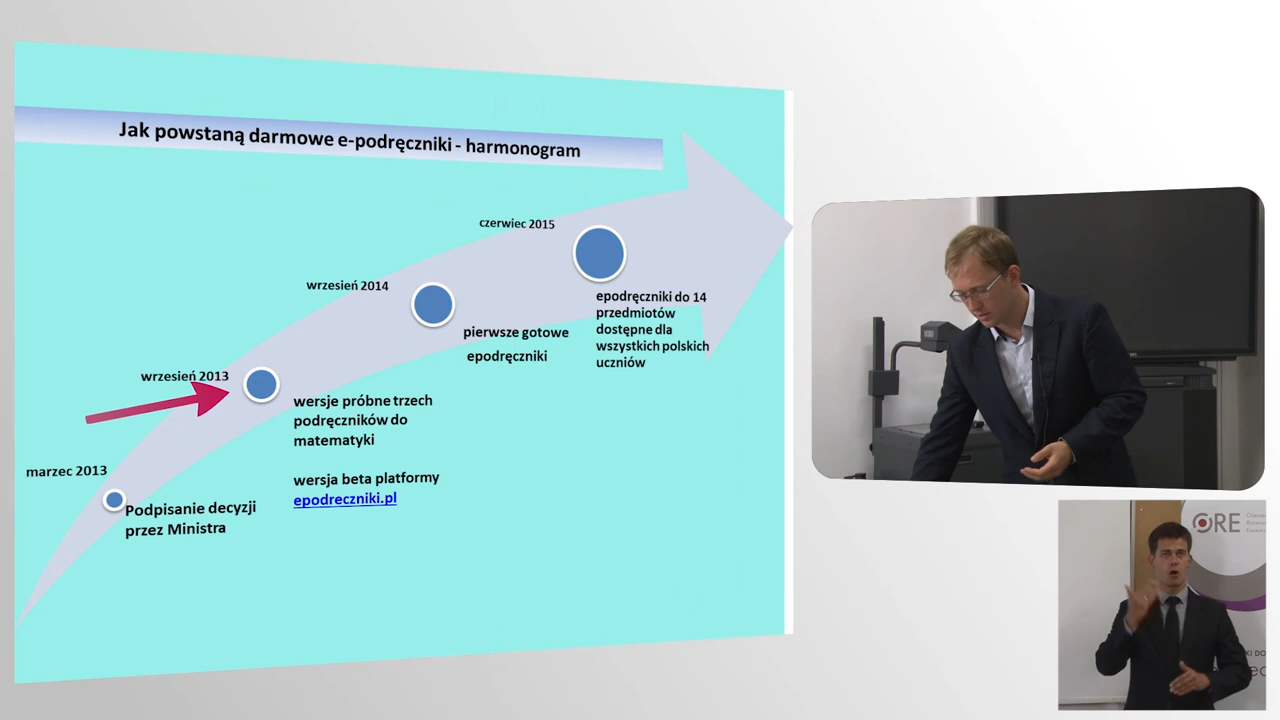 Jak powstaną darmowe e-podręczniki - harmonogram
czerwiec 2015
wrzesień 2014
epodręczniki do 14
przedmiotów
dostępne dla
wszystkich polskich
uczniów
pierwsze gotowe
epodręczniki
wrzesień 2013
wersje próbne trzech
podręczników do
matematyki
wersja beta platformy
epodreczniki.pl
marzec 2013
Podpisanie decyzji
przez Ministra
ORE